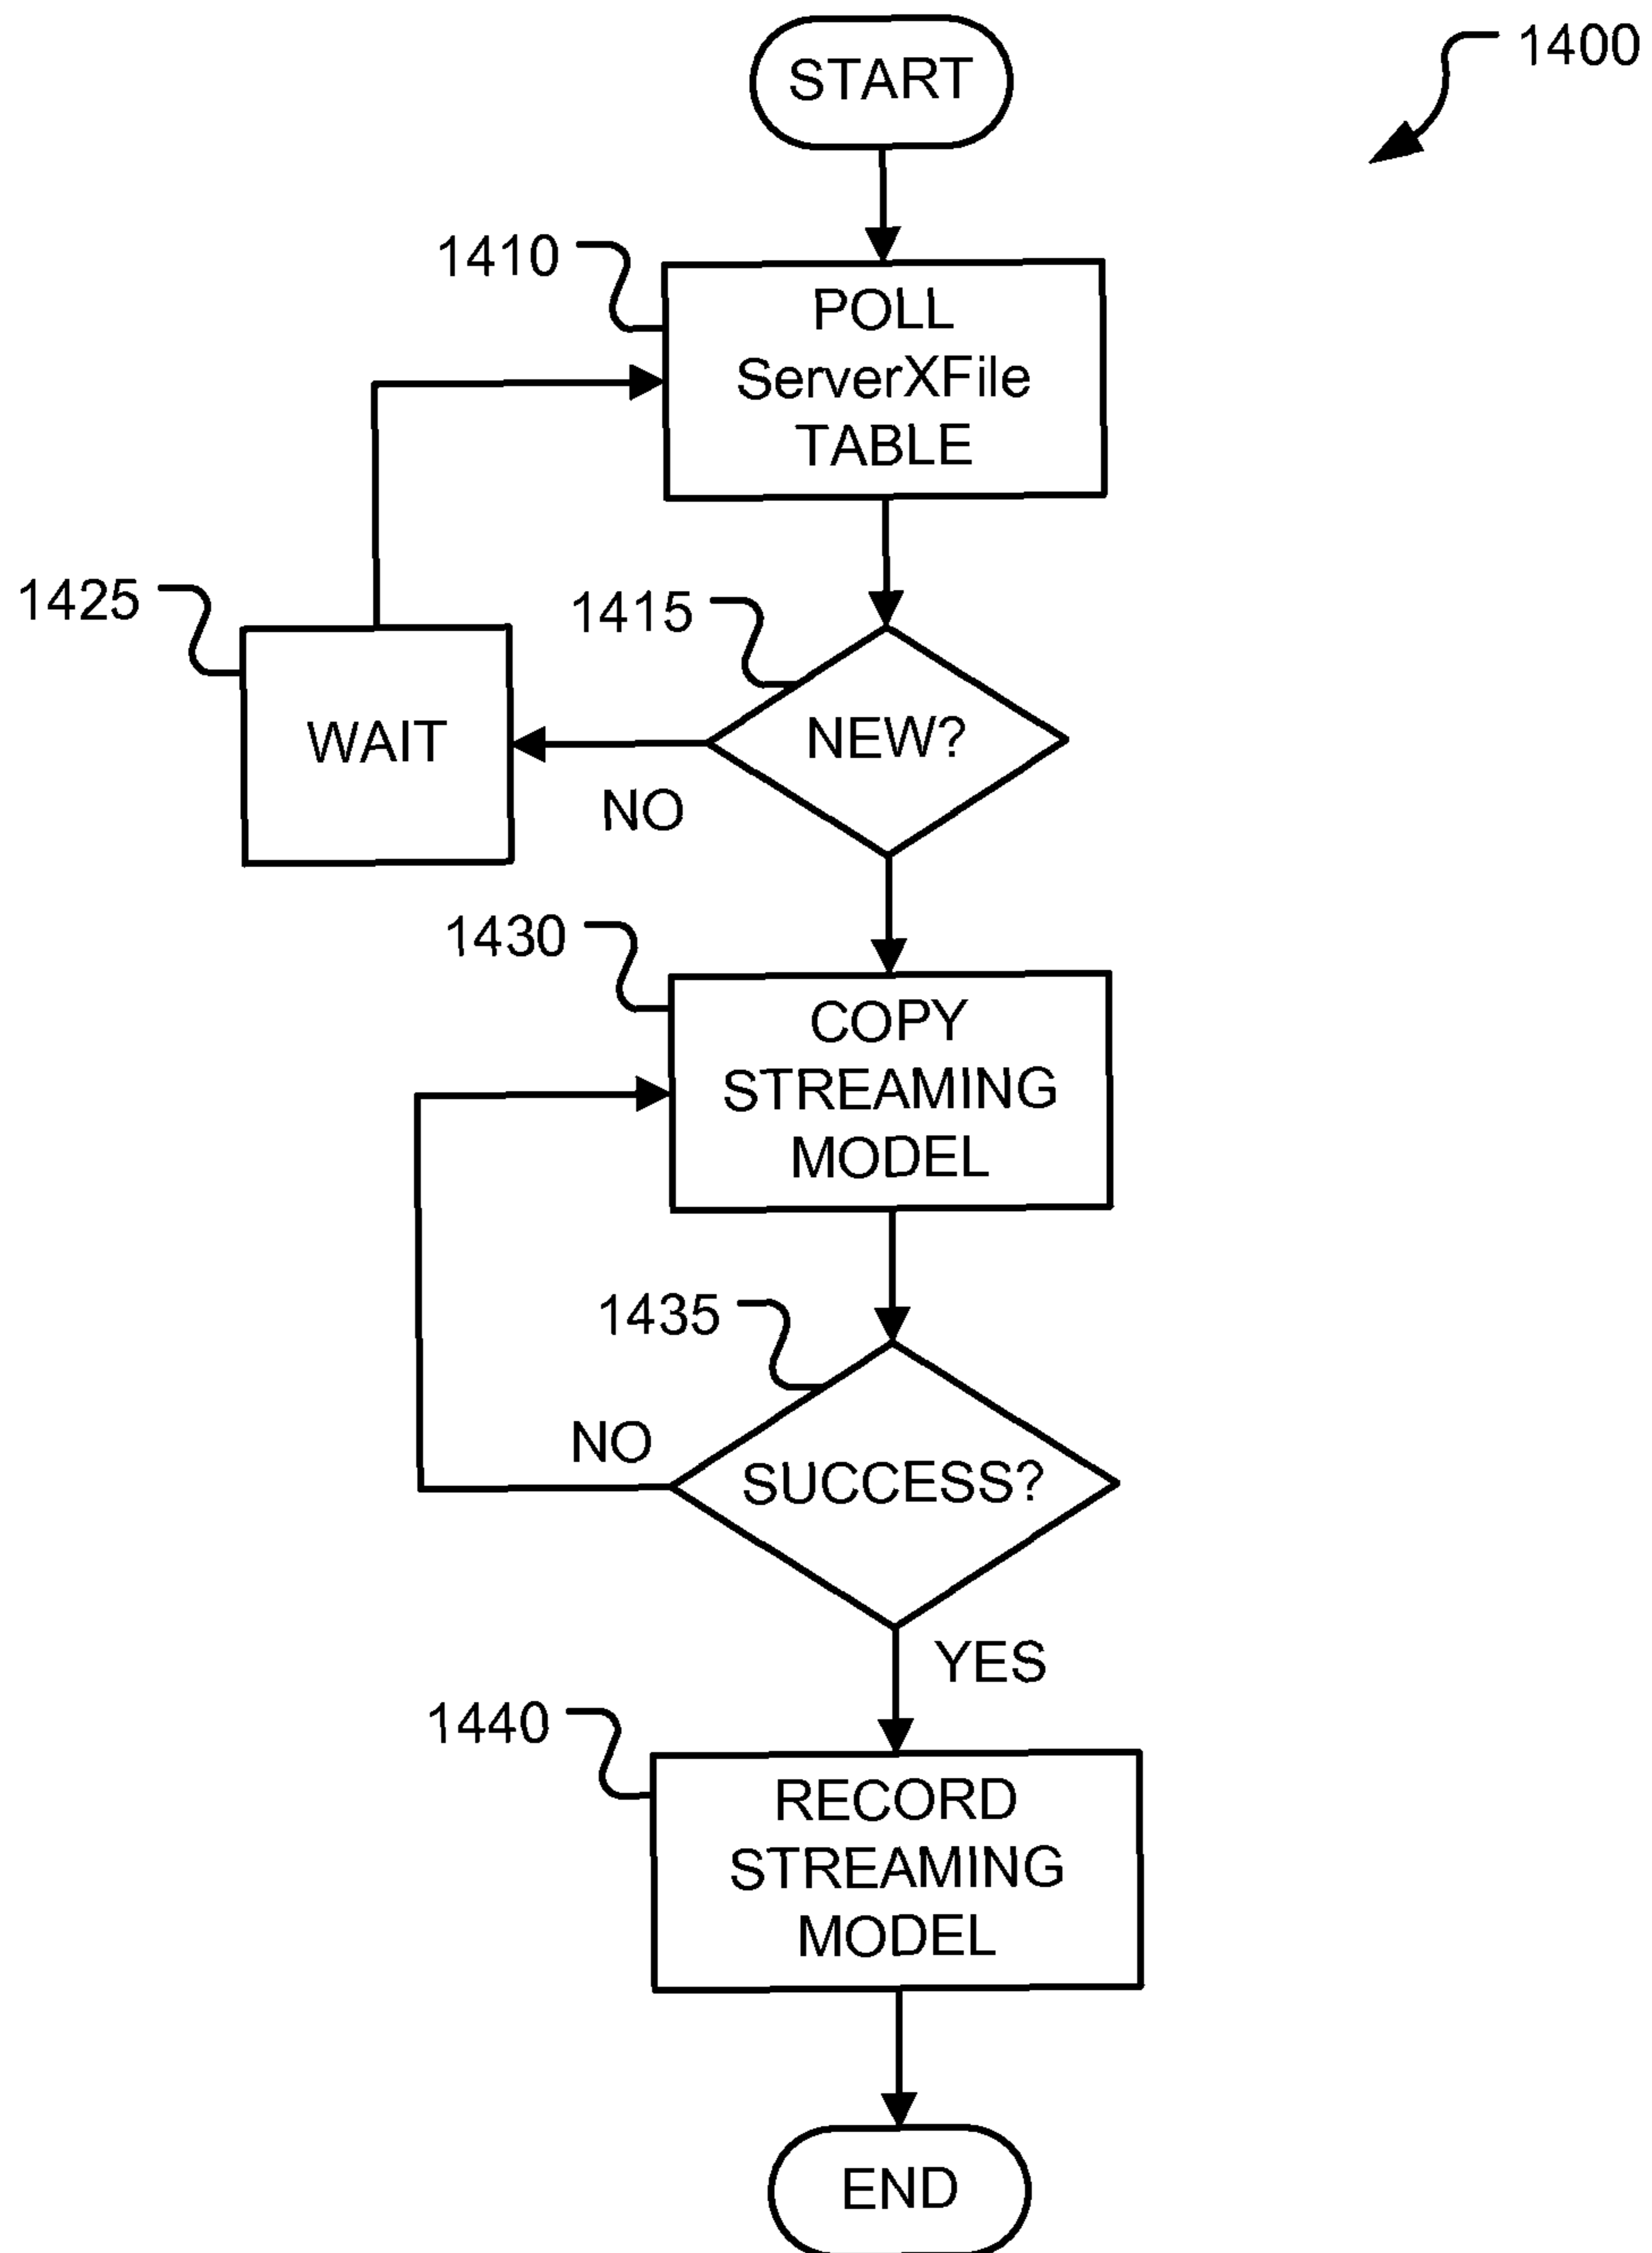 START
1400
1410
POLL
ServerXFile
TABLE
1425
1415
WAIT
NEW?
NO
1430
COPY
STREAMING
MODEL
1435
NO
SUCCESS?
YES
1440
RECORD
STREAMING
MODEL
END